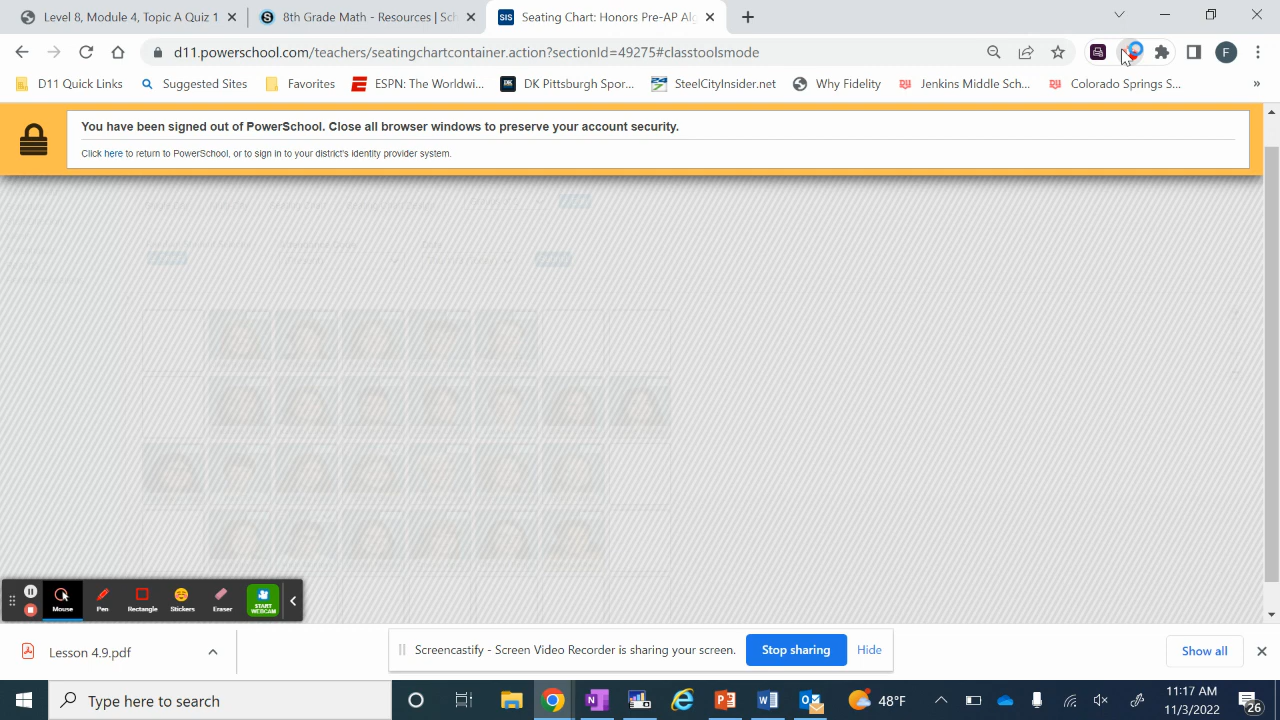 Level 8, Module 4, Topic A Quiz 1
8th Grade Math - Resources | Sch
SIS Seating Chart: Honors Pre-AP Alg
d11.powerschool.com/teachers/seatingchartcontainer.action?sectionId=49275#classtoolsmode
F
D11 Quick Links
Suggested Sites
Favorites
ESPN: The Worldwi...
DK Pittsburgh Spor...
SteelCityInsider.net
Why Fidelity
Jenkins Middle Sch...
Colorado Springs S...
»
You have been signed out of PowerSchool. Close all browser windows to preserve your account security.
Click here to return to PowerSchool, or to sign in to your district's identity provider system.
Mouse
Pen
Rectangle
Stickers
Eraser
START WEBCAM
Lesson 4.9.pdf
Screencastify - Screen Video Recorder is sharing your screen.
Stop sharing
Hide
Show all
Type here to search
48°F
11:17 AM
11/3/2022
26